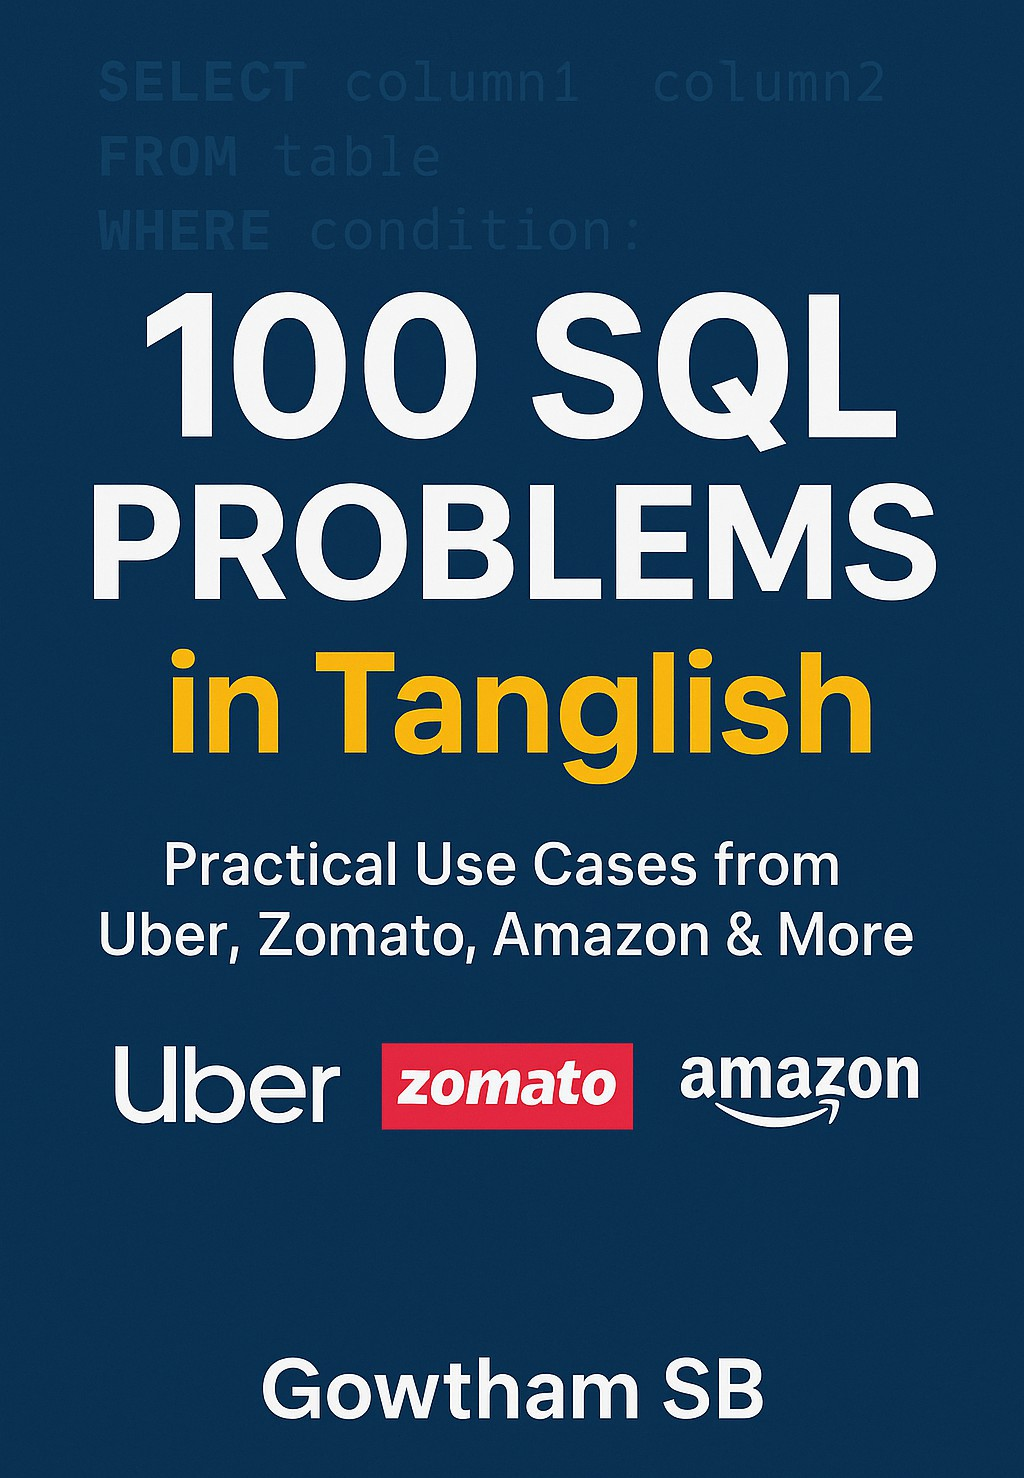 SELECT column1 column2
FROM table
WHERE condition:
100 SQL
PROBLEMS
in Tanglish
Practical Use Cases from
Uber, Zomato, Amazon & More
Uber zomato amazon
Gowtham SB